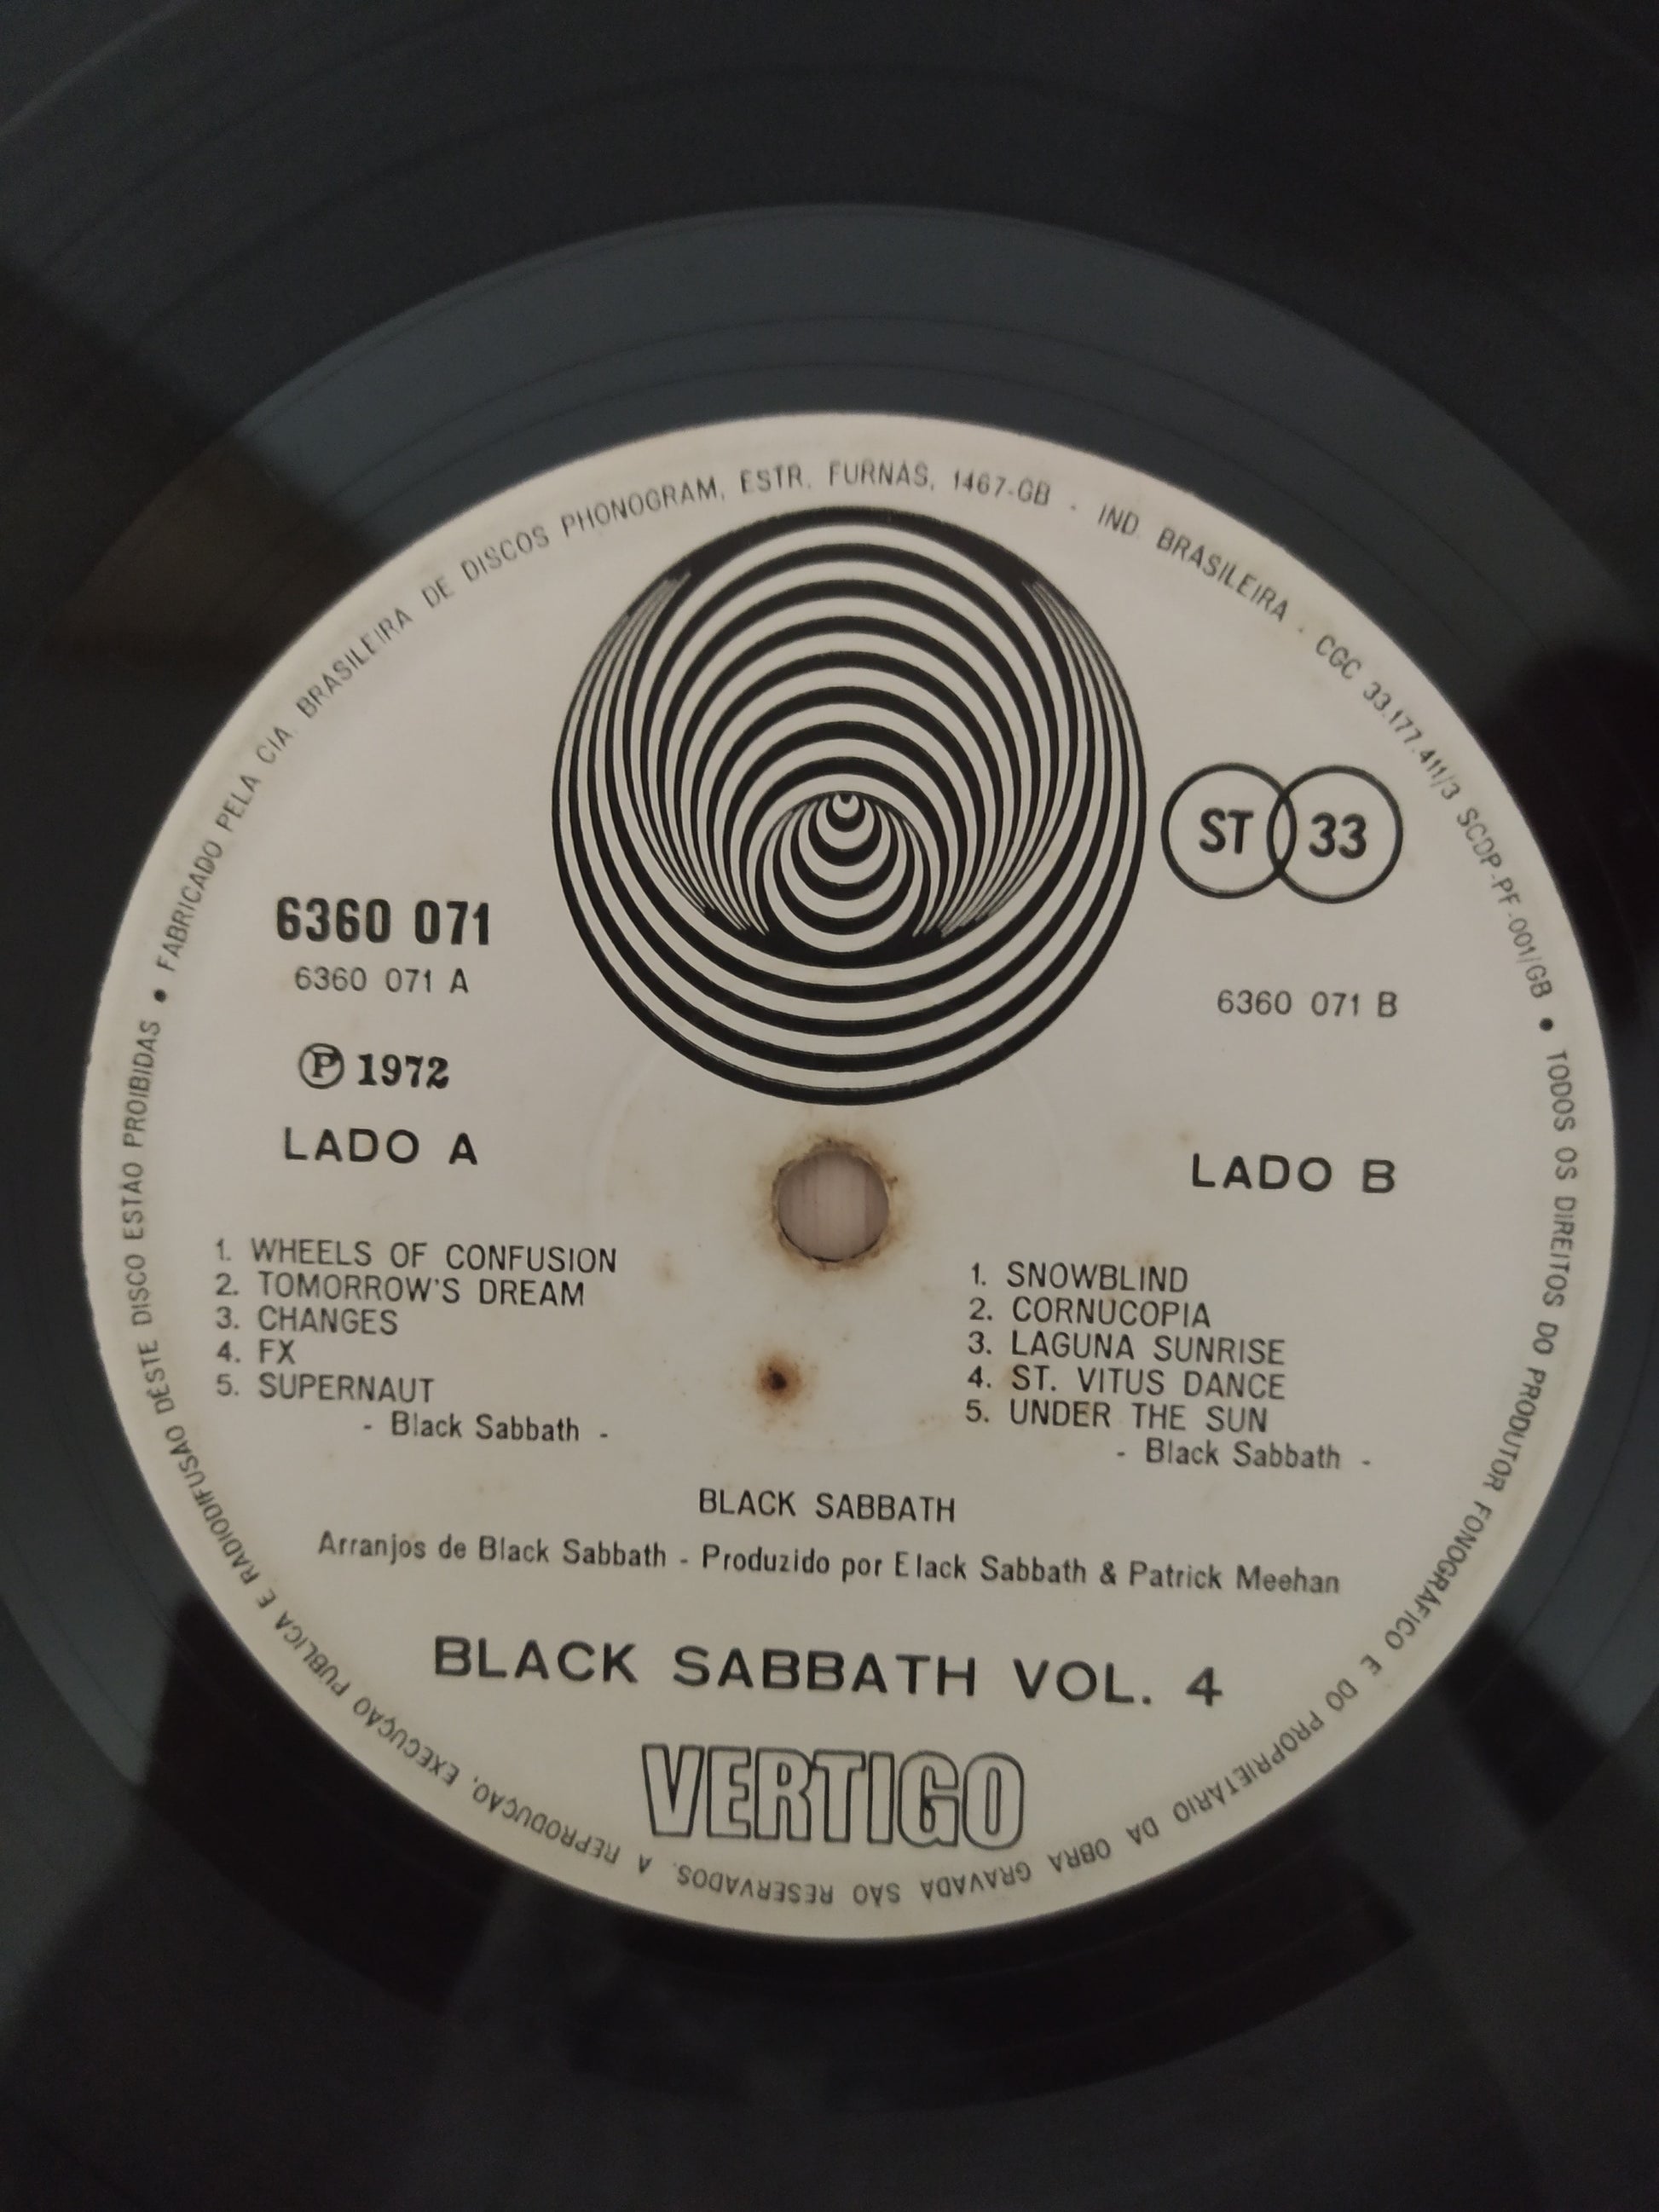 ● FABRICADO PELA CIA. BRASILEIRA DE DISCOS PHONOGRAM, ESTR. FURNAS, 1467-GB - IND. BRASILEIRA - CGC 33.177.411/3 SCDP-PF-001/GB ● TODOS OS DIREITOS DO PRODUTOR FONOGRÁFICO E DO PROPRIETÁRIO DA OBRA GRAVADA SÃO RESERVADOS. A REPRODUÇÃO, EXECUÇÃO PÚBLICA E RADIODIFUSÃO DESTE DISCO ESTÃO PROIBIDAS
ST 33
6360 071
6360 071 A
Ⓟ 1972
LADO A
1. WHEELS OF CONFUSION
2. TOMORROW'S DREAM
3. CHANGES
4. FX
5. SUPERNAUT
- Black Sabbath -
6360 071 B
LADO B
1. SNOWBLIND
2. CORNUCOPIA
3. LAGUNA SUNRISE
4. ST. VITUS DANCE
5. UNDER THE SUN
- Black Sabbath -
BLACK SABBATH
Arranjos de Black Sabbath - Produzido por Elack Sabbath & Patrick Meehan
BLACK SABBATH VOL. 4
VERTIGO